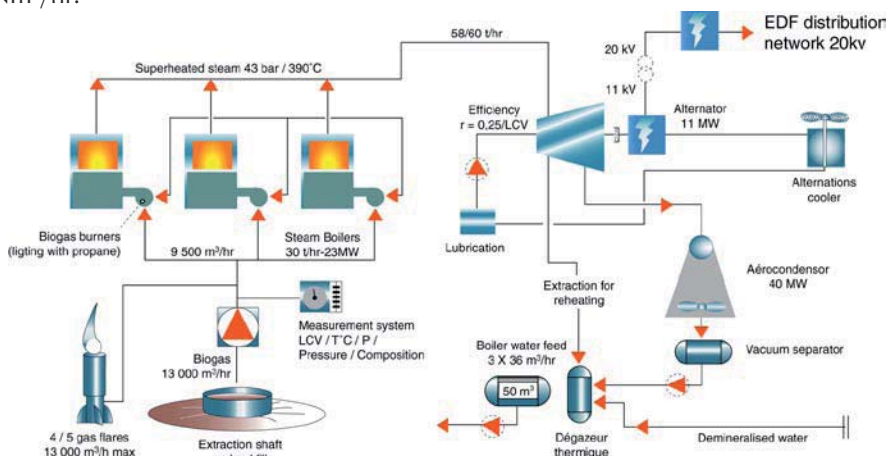 58/60 t/hr
EDF distribution
network 20kv
20 kV
11 kV
Superheated steam 43 bar / 390°C
Efficiency
r = 0,25/LCV
Alternator
11 MW
Alternations
cooler
Lubrication
Biogas burners
(ligting with propane)
9 500 m³/hr
Steam Boilers
30 t/hr-23MW
Extraction for
reheating
Aérocondensor
40 MW
Measurement system
LCV / T°C / P /
Pressure / Composition
Biogas
13 000 m³/hr
Boiler water feed
3 X 36 m³/hr
50 m³
Vacuum separator
4 / 5 gas flares
13 000 m³/h max
Extraction shaft
Dégazeur
thermique
Demineralised water